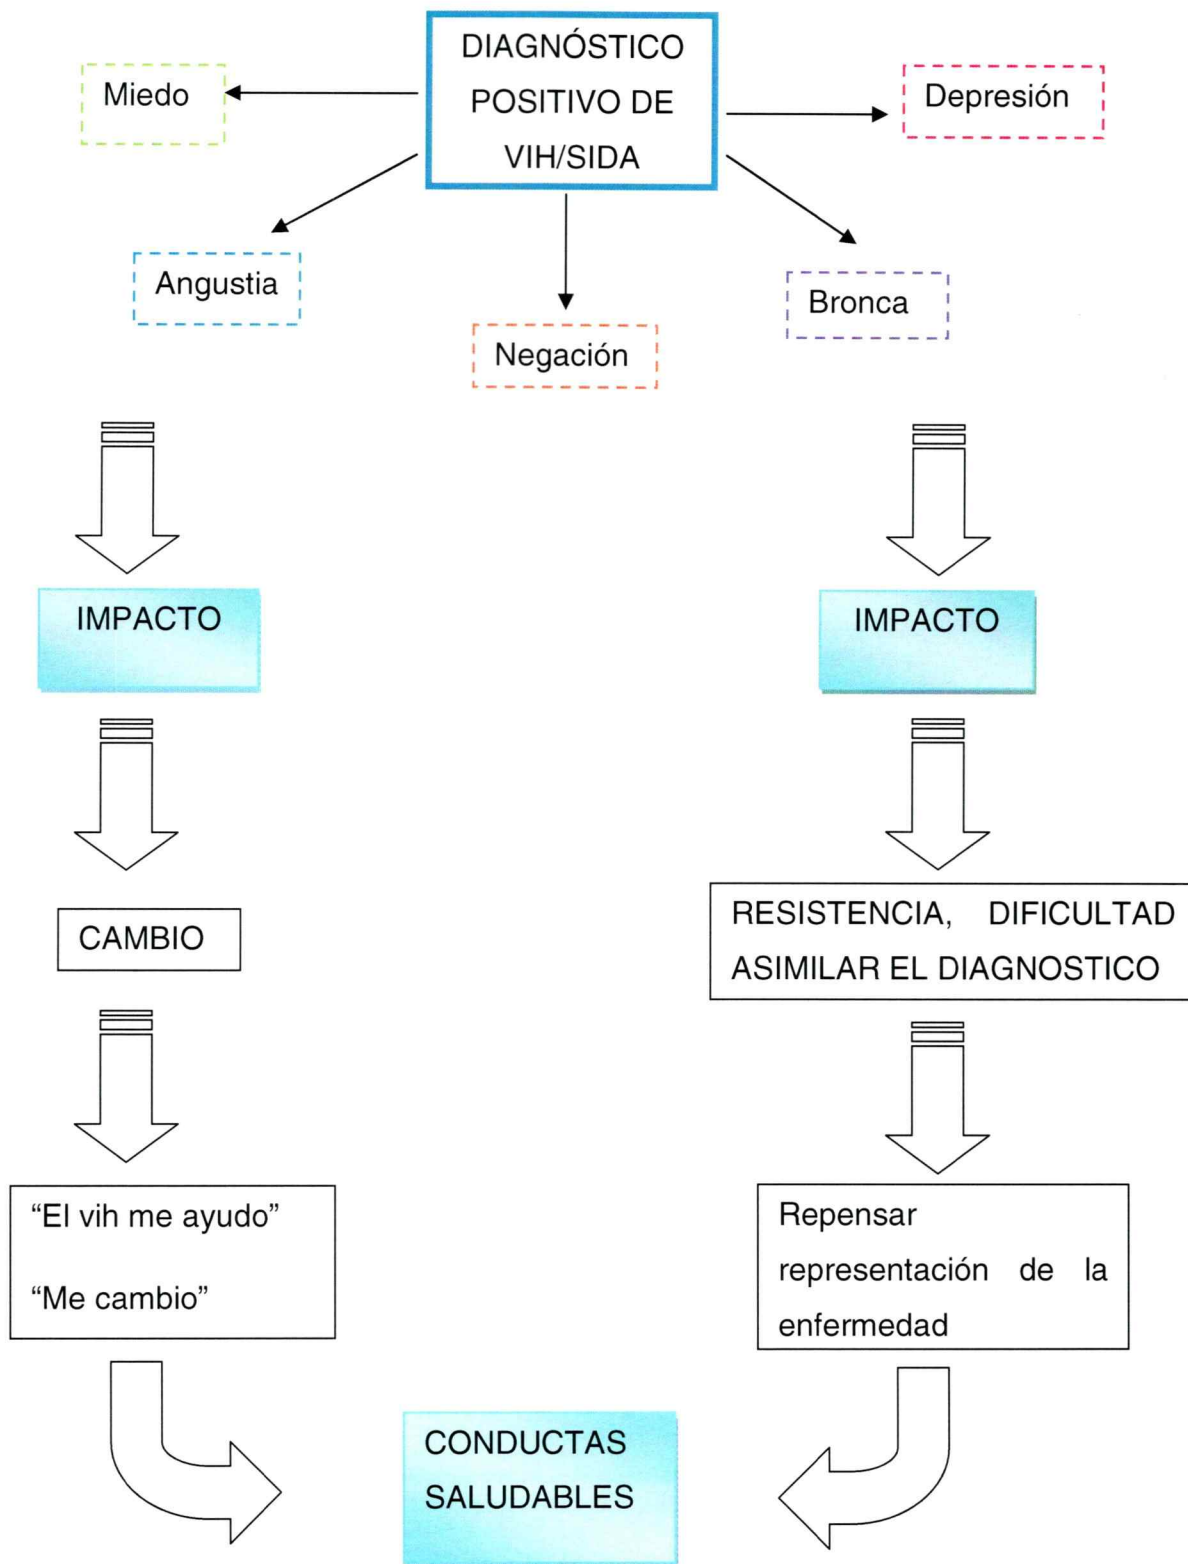 DIAGNÓSTICO
POSITIVO DE
VIH/SIDA
Miedo
Depresión
Angustia
Bronca
Negación
IMPACTO
IMPACTO
CAMBIO
RESISTENCIA, DIFICULTAD
ASIMILAR EL DIAGNOSTICO
“El vih me ayudo”
“Me cambio”
Repensar
representación de la
enfermedad
CONDUCTAS
SALUDABLES